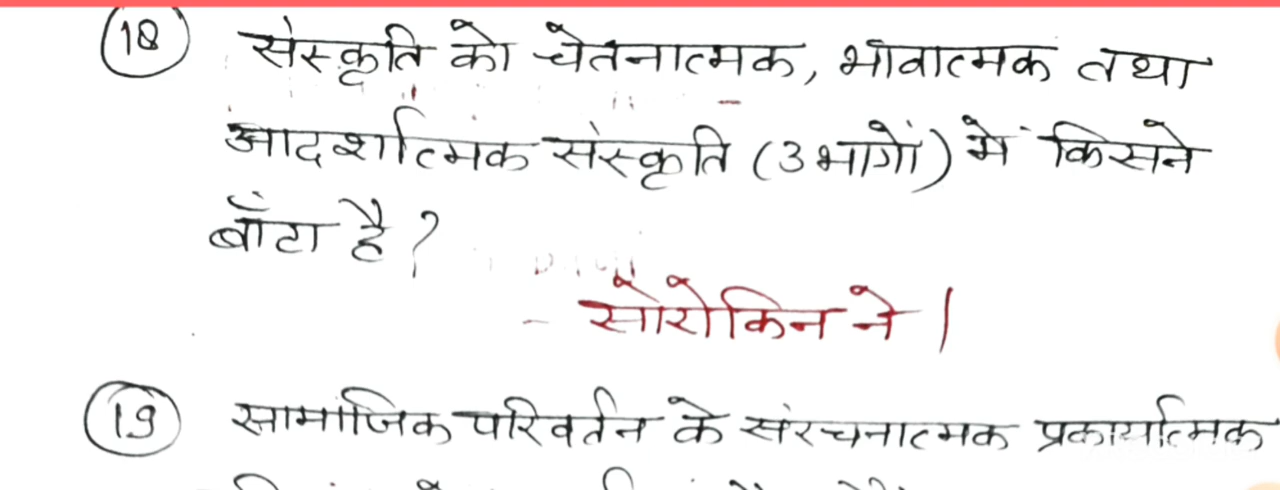 18 संस्कृति को चेतनात्मक, भावात्मक तथा
आदर्शात्मक संस्कृति (3 भागों) में किसने
बाँटा है?
- सोरोकिन ने।
19 सामाजिक परिवर्तन के संरचनात्मक प्रकार्यात्मक